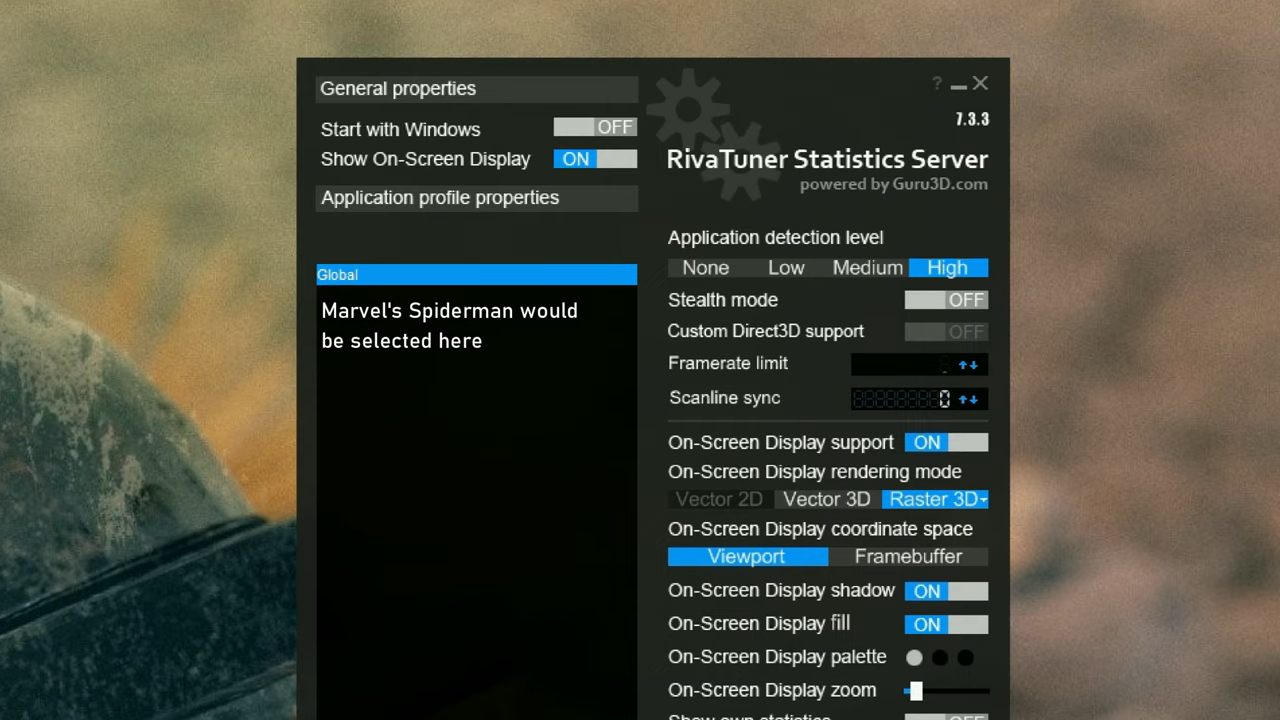 General properties
?
7.3.3
Start with Windows OFF
Show On-Screen Display ON
RivaTuner Statistics Server
powered by Guru3D.com
Application profile properties
Global
Marvel's Spiderman would
be selected here
Application detection level
None Low Medium High
Stealth mode OFF
Custom Direct3D support OFF
Framerate limit
Scanline sync 0
On-Screen Display support ON
On-Screen Display rendering mode
Vector 2D Vector 3D Raster 3D
On-Screen Display coordinate space
Viewport Framebuffer
On-Screen Display shadow ON
On-Screen Display fill ON
On-Screen Display palette
On-Screen Display zoom
Show own statistics OFF